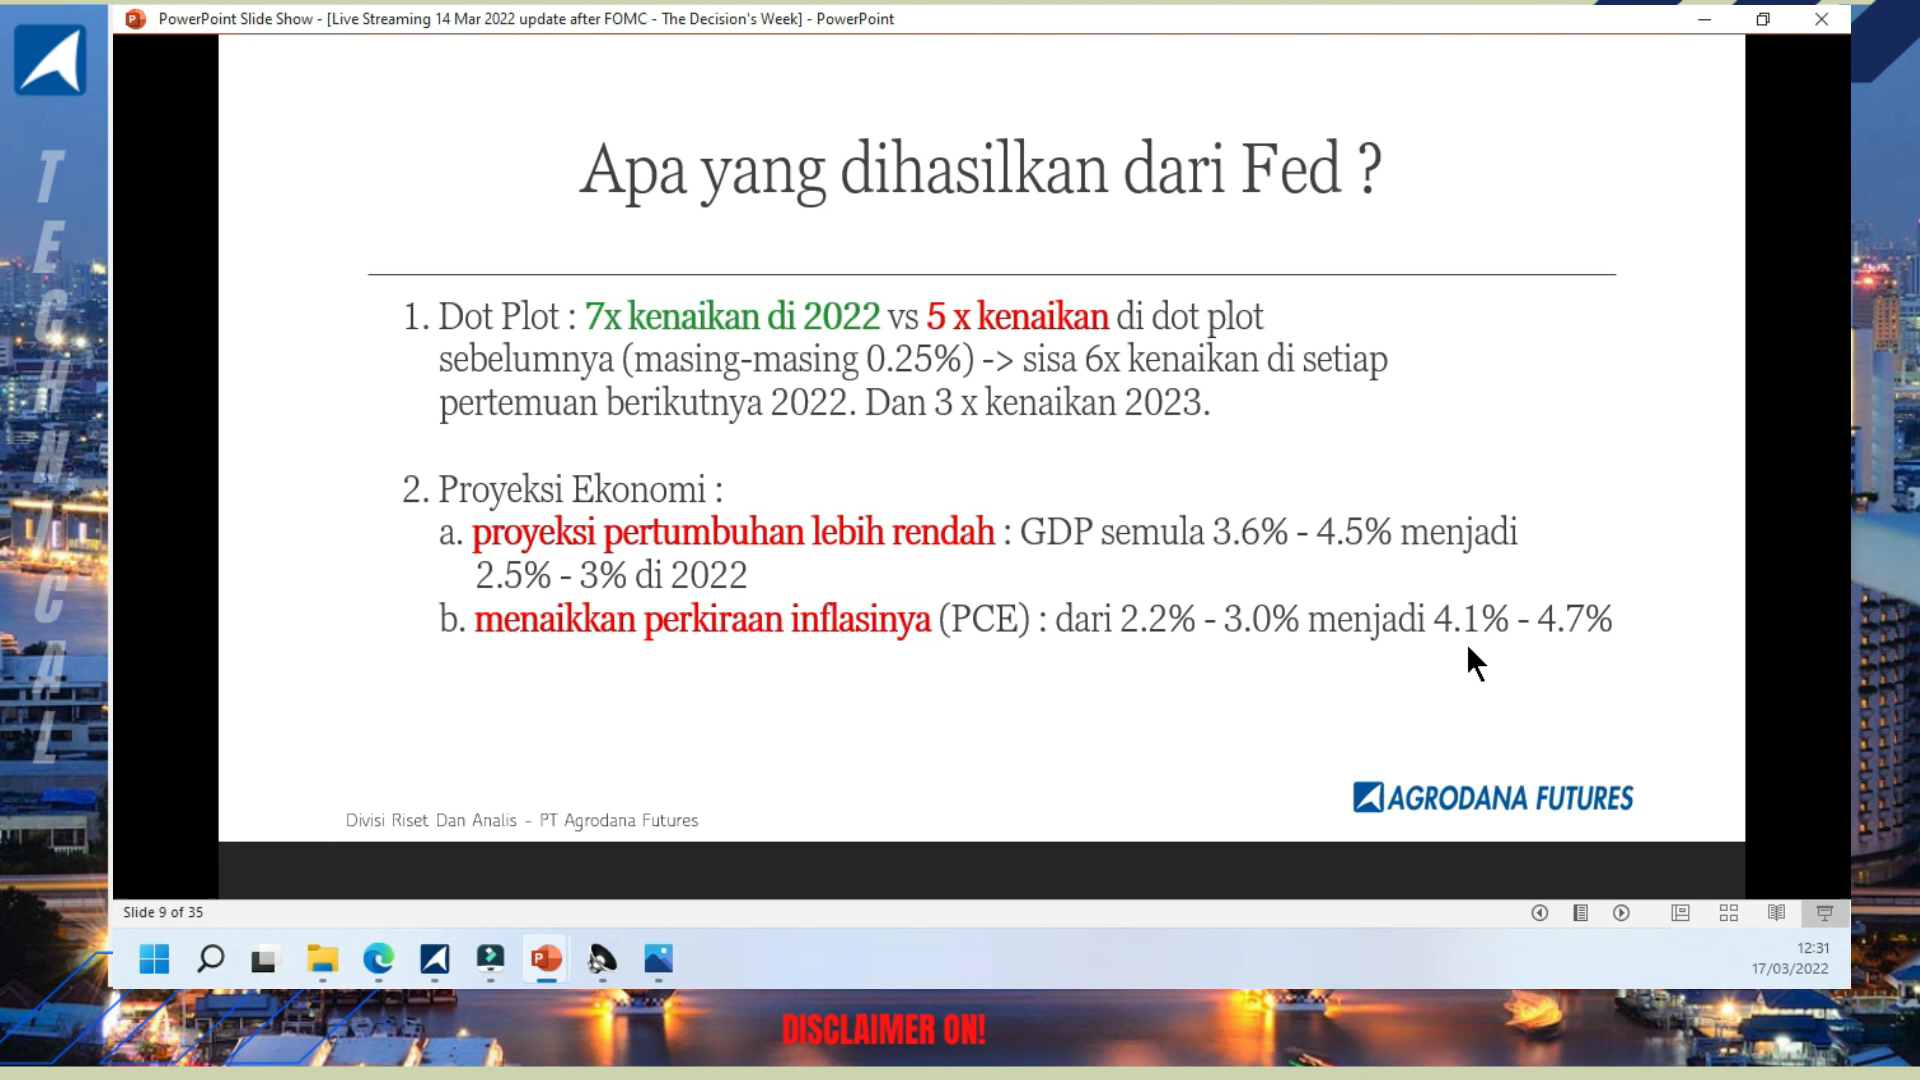 PowerPoint Slide Show - [Live Streaming 14 Mar 2022 update after FOMC - The Decision's Week] - PowerPoint
TECHNICAL
Apa yang dihasilkan dari Fed ?
1. Dot Plot : 7x kenaikan di 2022 vs 5 x kenaikan di dot plot
sebelumnya (masing-masing 0.25%) -> sisa 6x kenaikan di setiap
pertemuan berikutnya 2022. Dan 3 x kenaikan 2023.
2. Proyeksi Ekonomi :
a. proyeksi pertumbuhan lebih rendah : GDP semula 3.6% - 4.5% menjadi
2.5% - 3% di 2022
b. menaikkan perkiraan inflasinya (PCE) : dari 2.2% - 3.0% menjadi 4.1% - 4.7%
AGRODANA FUTURES
Divisi Riset Dan Analis - PT Agrodana Futures
Slide 9 of 35
12:31
17/03/2022
DISCLAIMER ON!